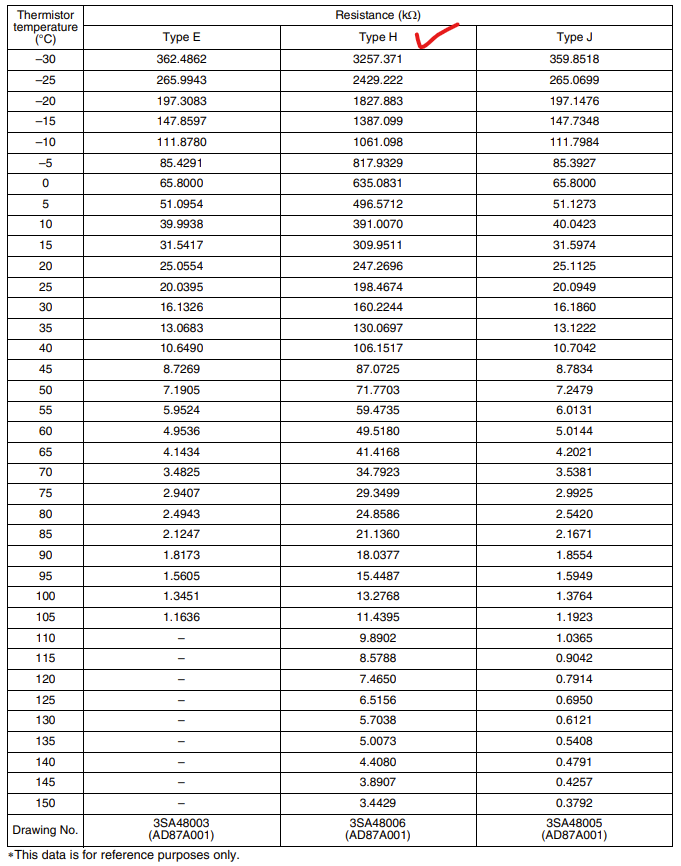 Thermistor temperature (°C) Resistance (kΩ)
Type E Type H Type J
–30 362.4862 3257.371 359.8518
–25 265.9943 2429.222 265.0699
–20 197.3083 1827.883 197.1476
–15 147.8597 1387.099 147.7348
–10 111.8780 1061.098 111.7984
–5 85.4291 817.9329 85.3927
0 65.8000 635.0831 65.8000
5 51.0954 496.5712 51.1273
10 39.9938 391.0070 40.0423
15 31.5417 309.9511 31.5974
20 25.0554 247.2696 25.1125
25 20.0395 198.4674 20.0949
30 16.1326 160.2244 16.1860
35 13.0683 130.0697 13.1222
40 10.6490 106.1517 10.7042
45 8.7269 87.0725 8.7834
50 7.1905 71.7703 7.2479
55 5.9524 59.4735 6.0131
60 4.9536 49.5180 5.0144
65 4.1434 41.4168 4.2021
70 3.4825 34.7923 3.5381
75 2.9407 29.3499 2.9925
80 2.4943 24.8586 2.5420
85 2.1247 21.1360 2.1671
90 1.8173 18.0377 1.8554
95 1.5605 15.4487 1.5949
100 1.3451 13.2768 1.3764
105 1.1636 11.4395 1.1923
110 – 9.8902 1.0365
115 – 8.5788 0.9042
120 – 7.4650 0.7914
125 – 6.5156 0.6950
130 – 5.7038 0.6121
135 – 5.0073 0.5408
140 – 4.4080 0.4791
145 – 3.8907 0.4257
150 – 3.4429 0.3792
Drawing No. 3SA48003 (AD87A001) 3SA48006 (AD87A001) 3SA48005 (AD87A001)
*This data is for reference purposes only.